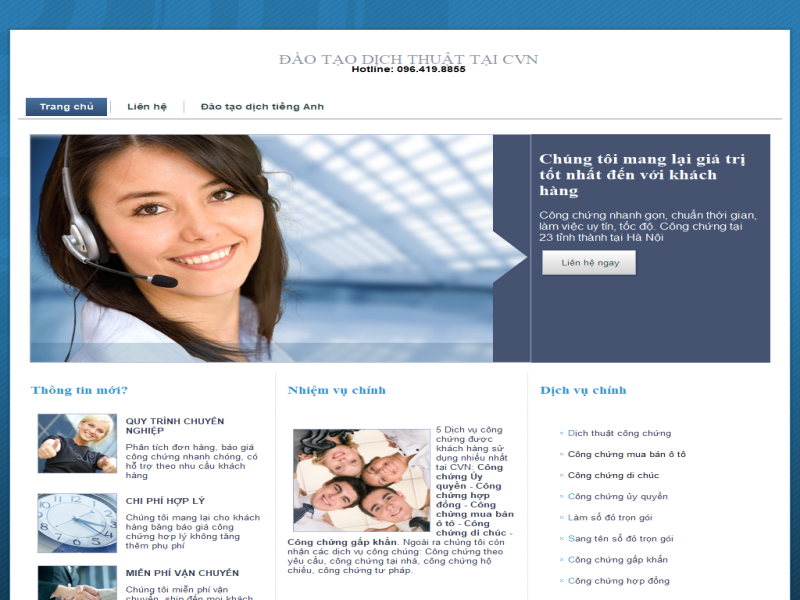 ĐÀO TẠO DỊCH THUẬT TẠI CVN
Hotline: 096.419.8855
Trang chủ
Liên hệ
Đào tạo dịch tiếng Anh
Chúng tôi mang lại giá trị
tốt nhất đến với khách
hàng
Công chứng nhanh gọn, chuẩn thời gian,
làm việc uy tín, tốc độ. Công chứng tại
23 tỉnh thành tại Hà Nội
Liên hệ ngay
Thông tin mới?
QUY TRÌNH CHUYÊN
NGHIỆP
Phân tích đơn hàng, báo giá
công chứng nhanh chóng, có
hỗ trợ theo nhu cầu khách
hàng
CHI PHÍ HỢP LÝ
Chúng tôi mang lại cho khách
hàng bảng báo giá công
chứng hợp lý không tăng
thêm phụ phí
MIỄN PHÍ VẬN CHUYỂN
Chúng tôi miễn phí vận
chuyển, ship đến mọi khách
Nhiệm vụ chính
5 Dịch vụ công
chứng được
khách hàng sử
dụng nhiều nhất
tại CVN: Công
chứng Ủy
quyền - Công
chứng hợp
đồng - Công
chứng mua bán
ô tô - Công
chứng di chúc -
Công chứng gấp khẩn. Ngoài ra chúng tôi còn
nhận các dịch vụ công chúng: Công chứng theo
yêu cầu, công chứng tại nhà, công chứng hộ
chiếu, công chứng tư pháp.
Dịch vụ chính
Dịch thuật công chứng
Công chứng mua bán ô tô
Công chứng di chúc
Công chứng ủy quyền
Làm sổ đỏ trọn gói
Sang tên sổ đỏ trọn gói
Công chứng gấp khẩn
Công chứng hợp đồng